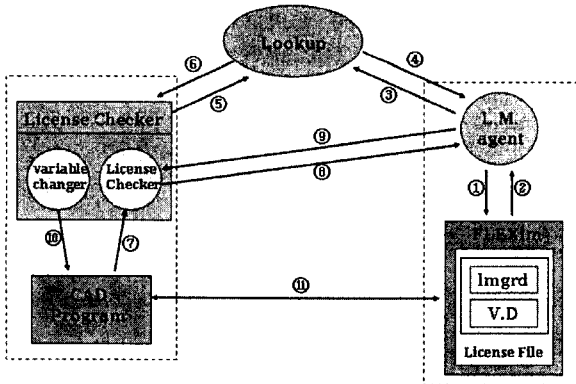 Lookup
⑥
④
⑤
③
License Checker
L.M.
agent
⑨
variable
changer
License
Checker
⑧
①
②
⑩
⑦
FLEXlm
CAD
Program
⑪
lmgrd
V.D
License File